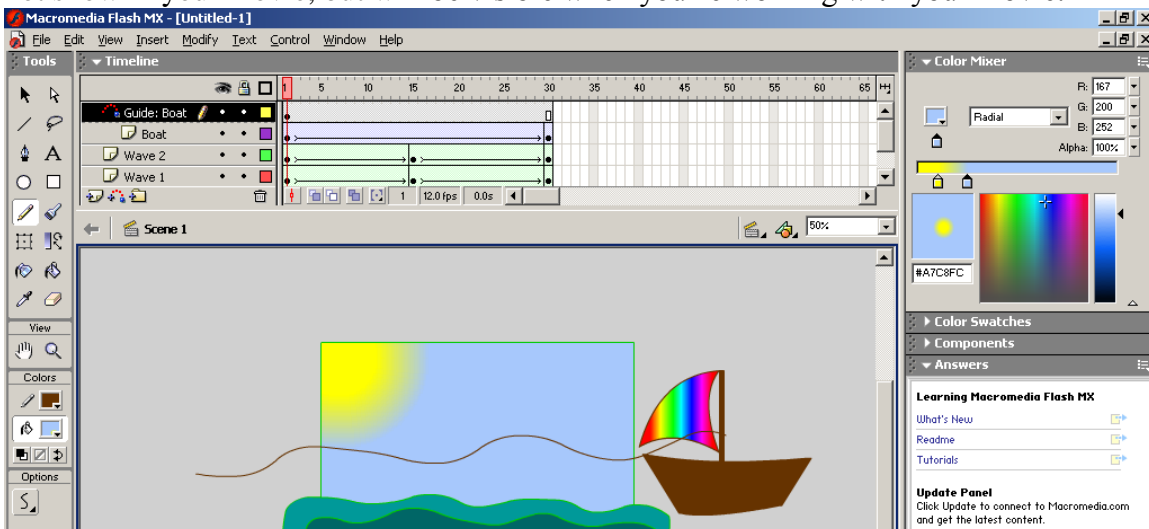 Macromedia Flash MX - [Untitled-1]
File Edit View Insert Modify Text Control Window Help
Tools
Timeline
Color Mixer
1 5 10 15 20 25 30 35 40 45 50 55 60 65
Guide: Boat
Boat
Wave 2
Wave 1
1 12.0 fps 0.0s
Scene 1
50%
R: 167
Radial
G: 200
B: 252
Alpha: 100%
#A7C8FC
View
Colors
Options
Color Swatches
Components
Answers
Learning Macromedia Flash MX
What's New
Readme
Tutorials
Update Panel
Click Update to connect to Macromedia.com
and get the latest content.